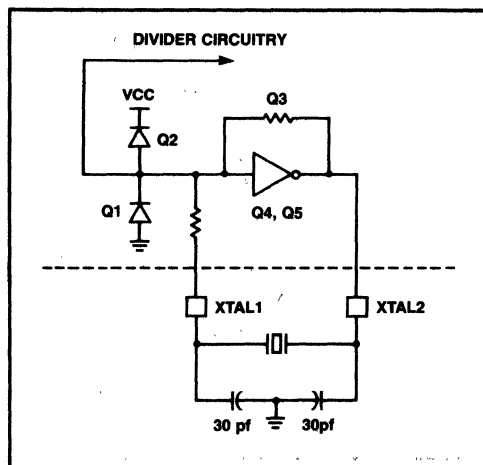 DIVIDER CIRCUITRY
VCC
Q3
Q2
Q1
Q4, Q5
XTAL1
XTAL2
30 pf
30pf